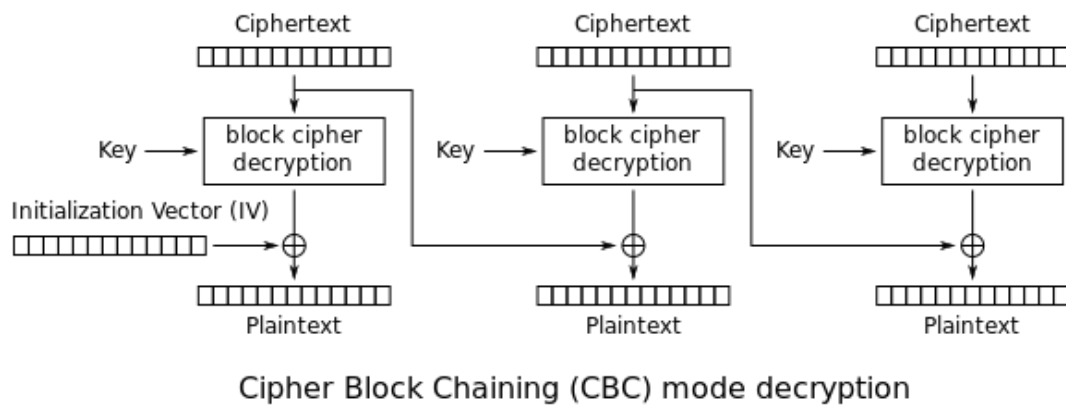 Ciphertext
Ciphertext
Ciphertext
Key
block cipher
decryption
Key
block cipher
decryption
Key
block cipher
decryption
Initialization Vector (IV)
Plaintext
Plaintext
Plaintext
Cipher Block Chaining (CBC) mode decryption